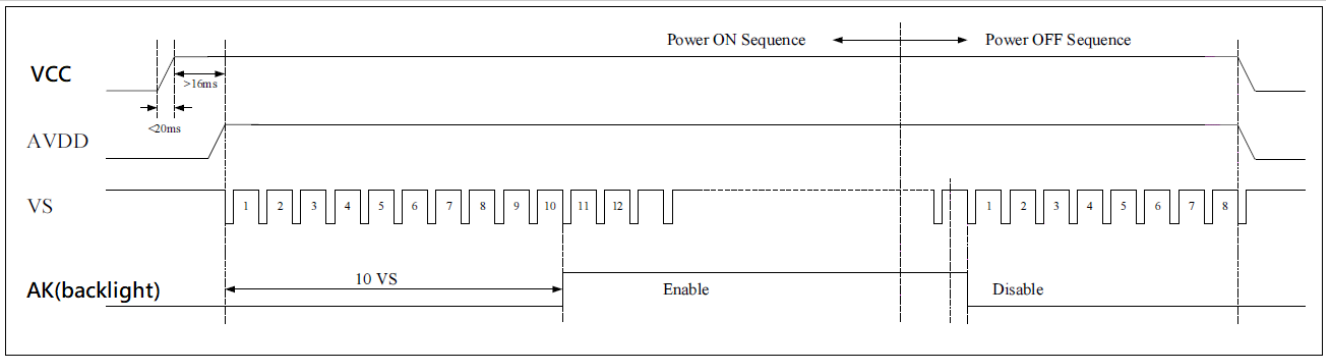 Power ON Sequence
Power OFF Sequence
VCC
>16ms
<20ms
AVDD
VS
1 2 3 4 5 6 7 8 9 10 11 12
1 2 3 4 5 6 7 8
AK(backlight)
10 VS
Enable
Disable